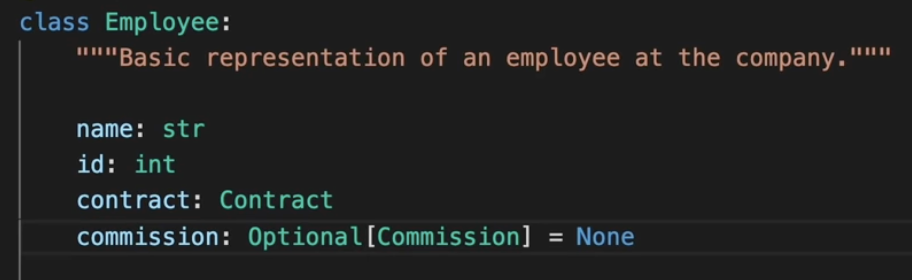 class Employee:
"""Basic representation of an employee at the company."""
name: str
id: int
contract: Contract
commission: Optional[Commission] = None